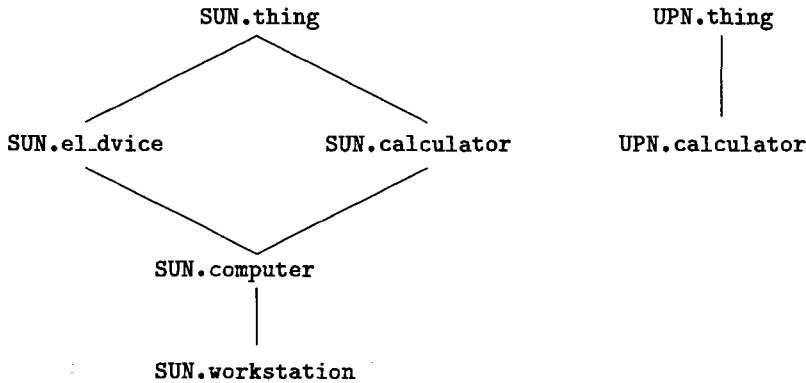 SUN.thing UPN.thing
SUN.el_dvice SUN.calculator UPN.calculator
SUN.computer
SUN.workstation